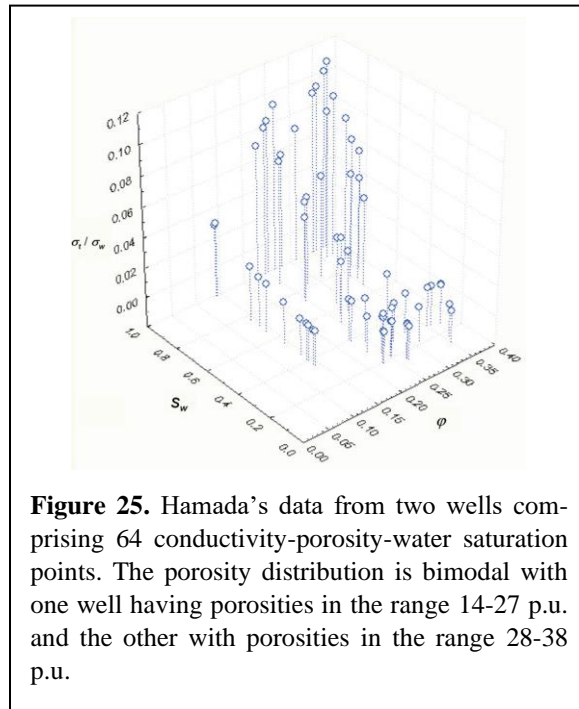 0.12
0.10
0.08
0.06
σt / σw
0.04
0.02
0.00
1.0
0.8
0.6
0.4
0.2
0.0
Sw
0.00
0.05
0.10
0.15
0.20
0.25
0.30
0.35
0.40
φ
Figure 25. Hamada's data from two wells com-
prising 64 conductivity-porosity-water saturation
points. The porosity distribution is bimodal with
one well having porosities in the range 14-27 p.u.
and the other with porosities in the range 28-38
p.u.